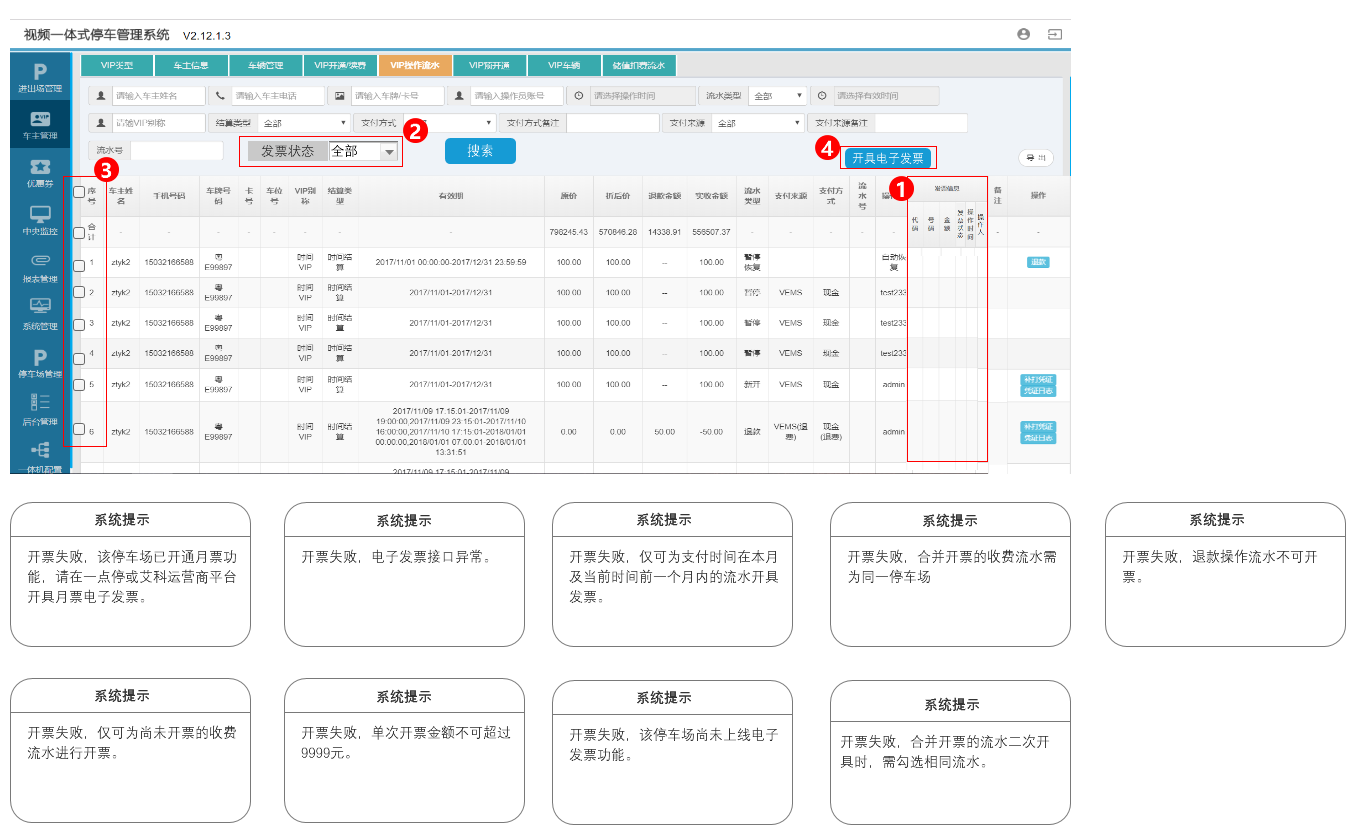 视频一体式停车管理系统 V2.12.1.3
P
进出场管理
车主管理
优惠券
中央监控
报表管理
系统管理
P
停车场管理
后台管理
一体机配置
VIP类型 车主信息 车辆管理 VIP开通/续费 VIP操作流水 VIP预开通 VIP车辆 储值扣费流水
请输入车主姓名 请输入车主电话 请输入车牌/卡号 请输入操作员账号 请选择操作时间 流水类型 全部 请选择有效时间
请输VIP别称 结算类型 全部 支付方式 支付方式备注 支付来源 全部 支付来源备注
流水号 发票状态 全部 2 搜索 4 开具电子发票 导出
3 1
序号 车主姓名 手机号码 车牌号码 卡号 车位号 VIP别称 结算类型 有效期 原价 折后价 退款金额 实收金额 流水类型 支付来源 支付方式 流水号 发票信息 备注 操作
代码 号码 金额 发票状态 操作时间 操作人
合计 - - - - - - - - 798245.43 570846.28 14338.91 556507.37 - - - - - - -
1 ztyk2 15032166588 粤E99897 时间VIP 时间结算 2017/11/01 00:00:00-2017/12/31 23:59:59 100.00 100.00 -- 100.00 暂停恢复 自动恢复 退款
2 ztyk2 15032166588 粤E99897 时间VIP 时间结算 2017/11/01-2017/12/31 100.00 100.00 -- 100.00 暂停 VEMS 现金 test233
3 ztyk2 15032166588 粤E99897 时间VIP 时间结算 2017/11/01-2017/12/31 100.00 100.00 -- 100.00 暂停 VEMS 现金 test233
4 ztyk2 15032166588 粤E99897 时间VIP 时间结算 2017/11/01-2017/12/31 100.00 100.00 -- 100.00 暂停 VEMS 现金 test233
5 ztyk2 15032166588 粤E99897 时间VIP 时间结算 2017/11/01-2017/12/31 100.00 100.00 -- 100.00 新开 VEMS 现金 admin 补打凭证 凭证日志
2017/11/09 17:15:01-2017/11/09
19:00:00,2017/11/09 23:15:01-2017/11/10
6 ztyk2 15032166588 粤E99897 时间VIP 时间结算 16:00:00,2017/11/10 17:15:01-2018/01/01 0.00 0.00 50.00 -50.00 退款 VEMS(退费) 现金(退费) admin 补打凭证 凭证日志
00:00:00,2018/01/01 07:00:01-2018/01/01
13:31:51
2017/11/09 17:15:01-2017/11/09
系统提示
开票失败，该停车场已开通月票功
能，请在一点停或艾科运营商平台
开具月票电子发票。
系统提示
开票失败，电子发票接口异常。
系统提示
开票失败，仅可为支付时间在本月
及当前时间前一个月内的流水开具
发票。
系统提示
开票失败，合并开票的收费流水需
为同一停车场
系统提示
开票失败，退款操作流水不可开
票。
系统提示
开票失败，仅可为尚未开票的收费
流水进行开票。
系统提示
开票失败，单次开票金额不可超过
9999元。
系统提示
开票失败，该停车场尚未上线电子
发票功能。
系统提示
开票失败，合并开票的流水二次开
具时，需勾选相同流水。